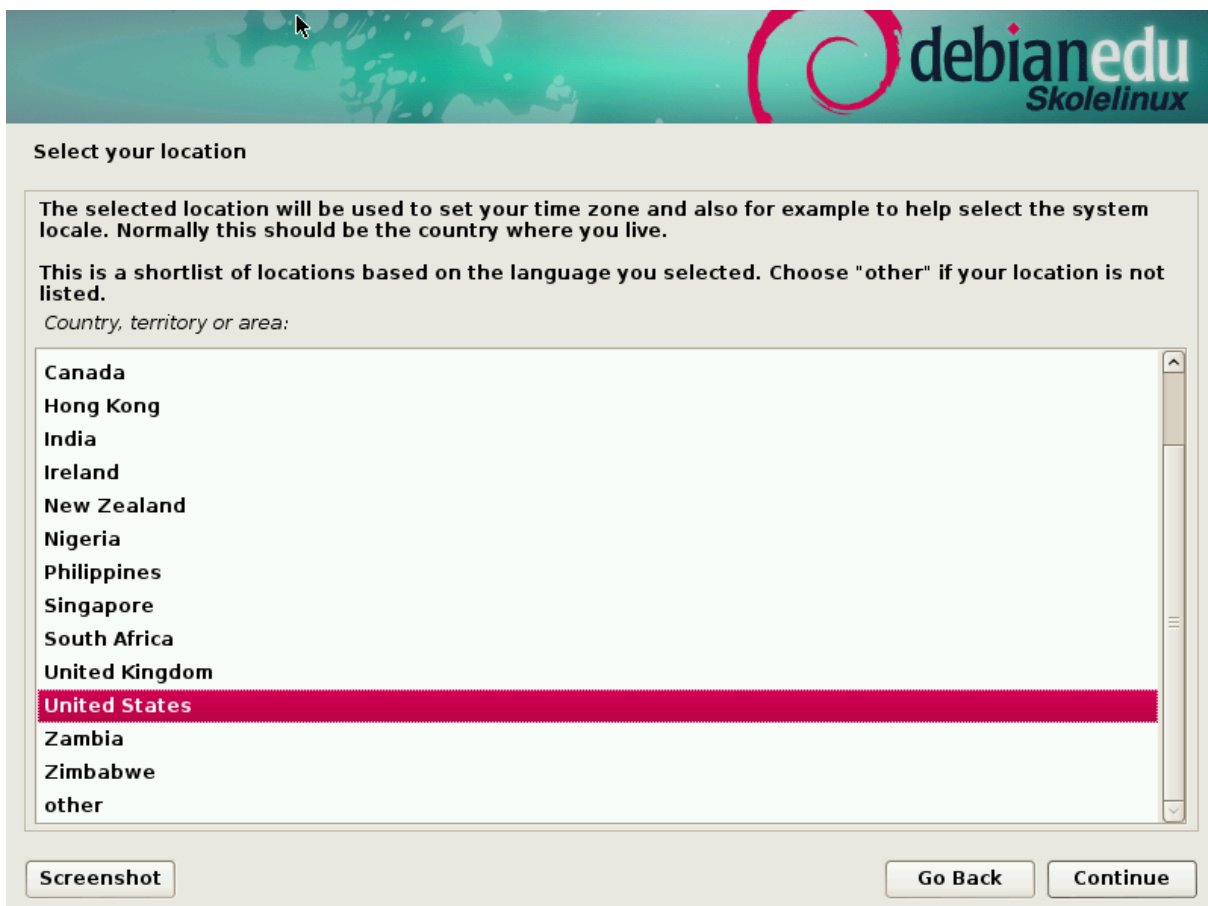 debianedu
Skolelinux
Select your location
The selected location will be used to set your time zone and also for example to help select the system
locale. Normally this should be the country where you live.
This is a shortlist of locations based on the language you selected. Choose "other" if your location is not
listed.
Country, territory or area:
Canada
Hong Kong
India
Ireland
New Zealand
Nigeria
Philippines
Singapore
South Africa
United Kingdom
United States
Zambia
Zimbabwe
other
Screenshot
Go Back
Continue